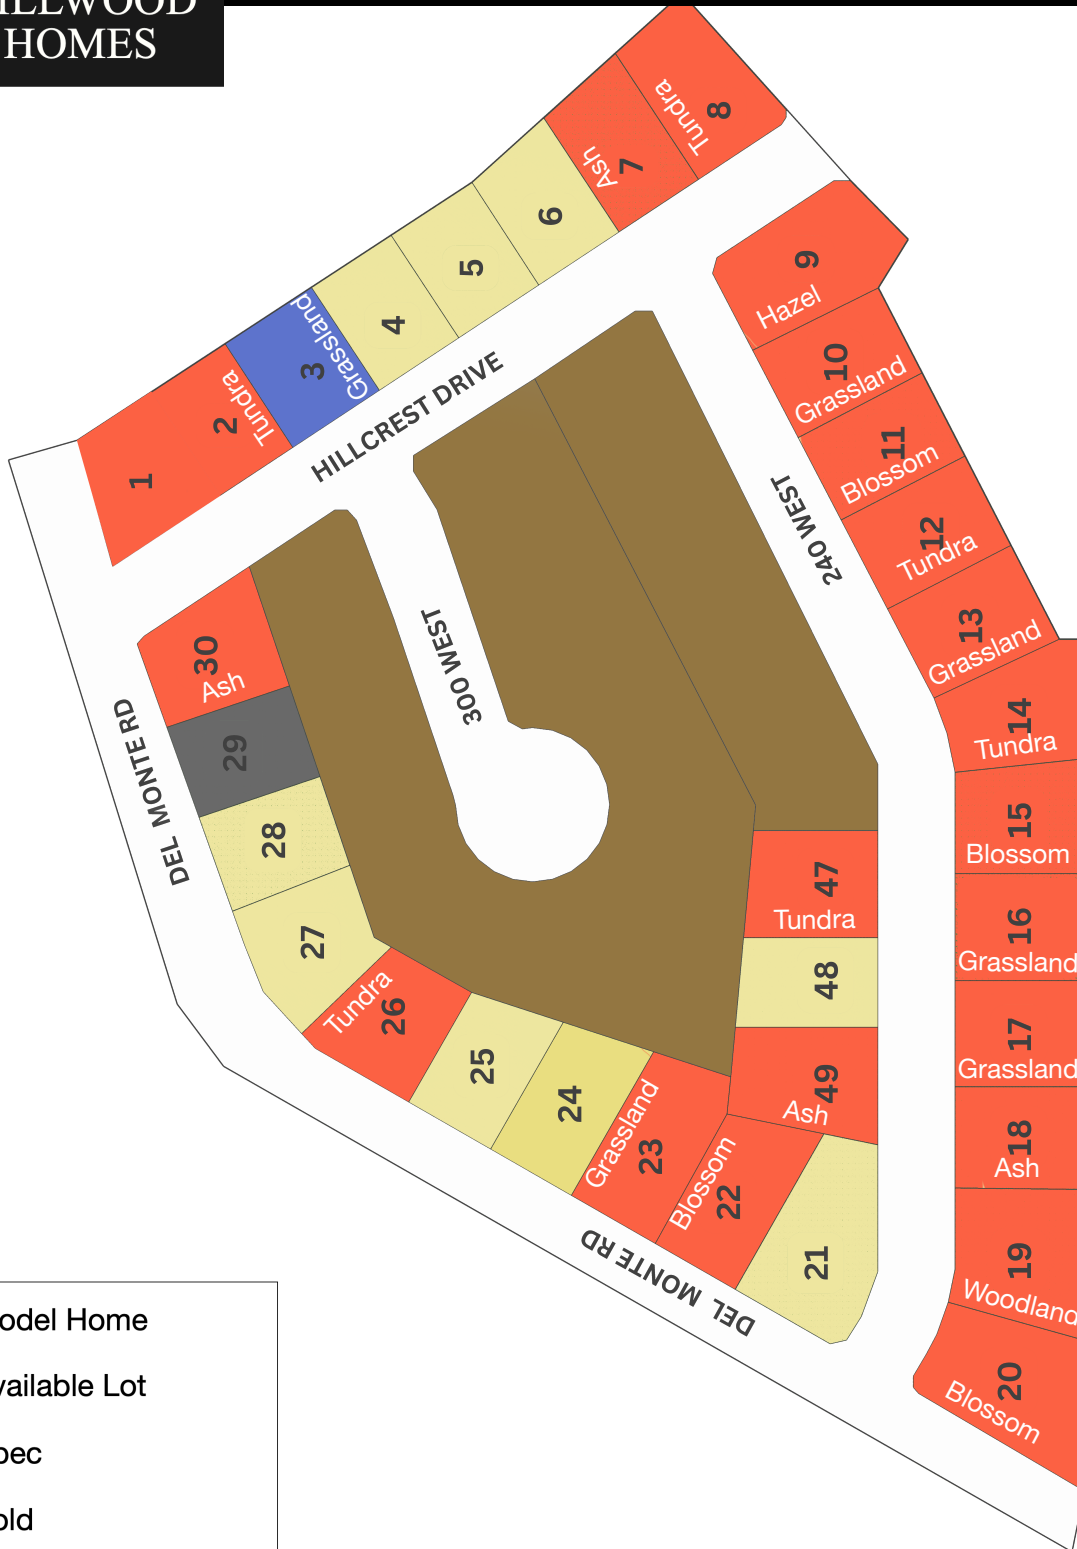 HOMES
8
Tundra
7
Ash
6
5
4
3
Grassland
2
Tundra
1
HILLCREST DRIVE
9
Hazel
10
Grassland
11
Blossom
12
Tundra
13
Grassland
14
Tundra
15
Blossom
16
Grassland
17
Grassland
18
Ash
19
Woodland
20
Blossom
240 WEST
300 WEST
30
Ash
29
28
27
26
Tundra
25
24
23
Grassland
22
Blossom
21
47
Tundra
48
49
Ash
DEL MONTE RD
DEL MONTE RD
odel Home
vailable Lot
pec
old